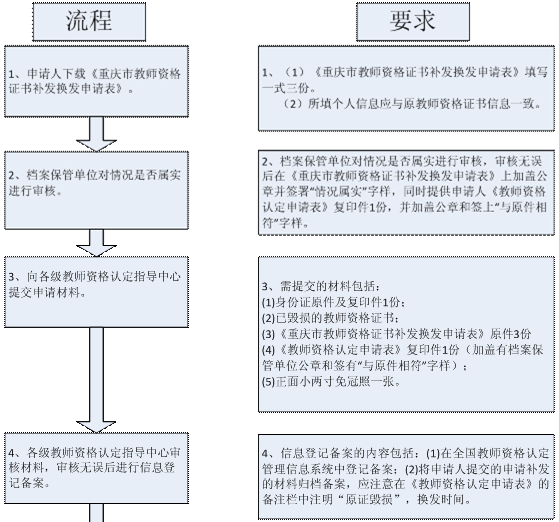 流程
要求
1、申请人下载《重庆市教师资格
证书补发换发申请表》。
1、（1）《重庆市教师资格证书补发换发申请表》填写
一式三份。
（2）所填个人信息应与原教师资格证书信息一致。
2、档案保管单位对情况是否属实
进行审核。
2、档案保管单位对情况是否属实进行审核，审核无误
后在《重庆市教师资格证书补发换发申请表》上加盖公
章并签署“情况属实”字样，同时提供申请人《教师资格
认定申请表》复印件1份，并加盖公章和签上“与原件相
符”字样。
3、向各级教师资格认定指导中心
提交申请材料。
3、需提交的材料包括：
(1)身份证原件及复印件1份；
(2)已毁损的教师资格证书；
(3)《重庆市教师资格证书补发换发申请表》原件3份
(4)《教师资格认定申请表》复印件1份（加盖有档案保
管单位公章和签有“与原件相符”字样）；
(5)正面小两寸免冠照一张。
4、各级教师资格认定指导中心审
核材料，审核无误后进行信息登
记备案。
4、信息登记备案的内容包括：(1)在全国教师资格认定
管理信息系统中登记备案；(2)将申请人提交的申请补发
的材料归档备案，应注意在《教师资格认定申请表》的
备注栏中注明“原证毁损”，换发时间。